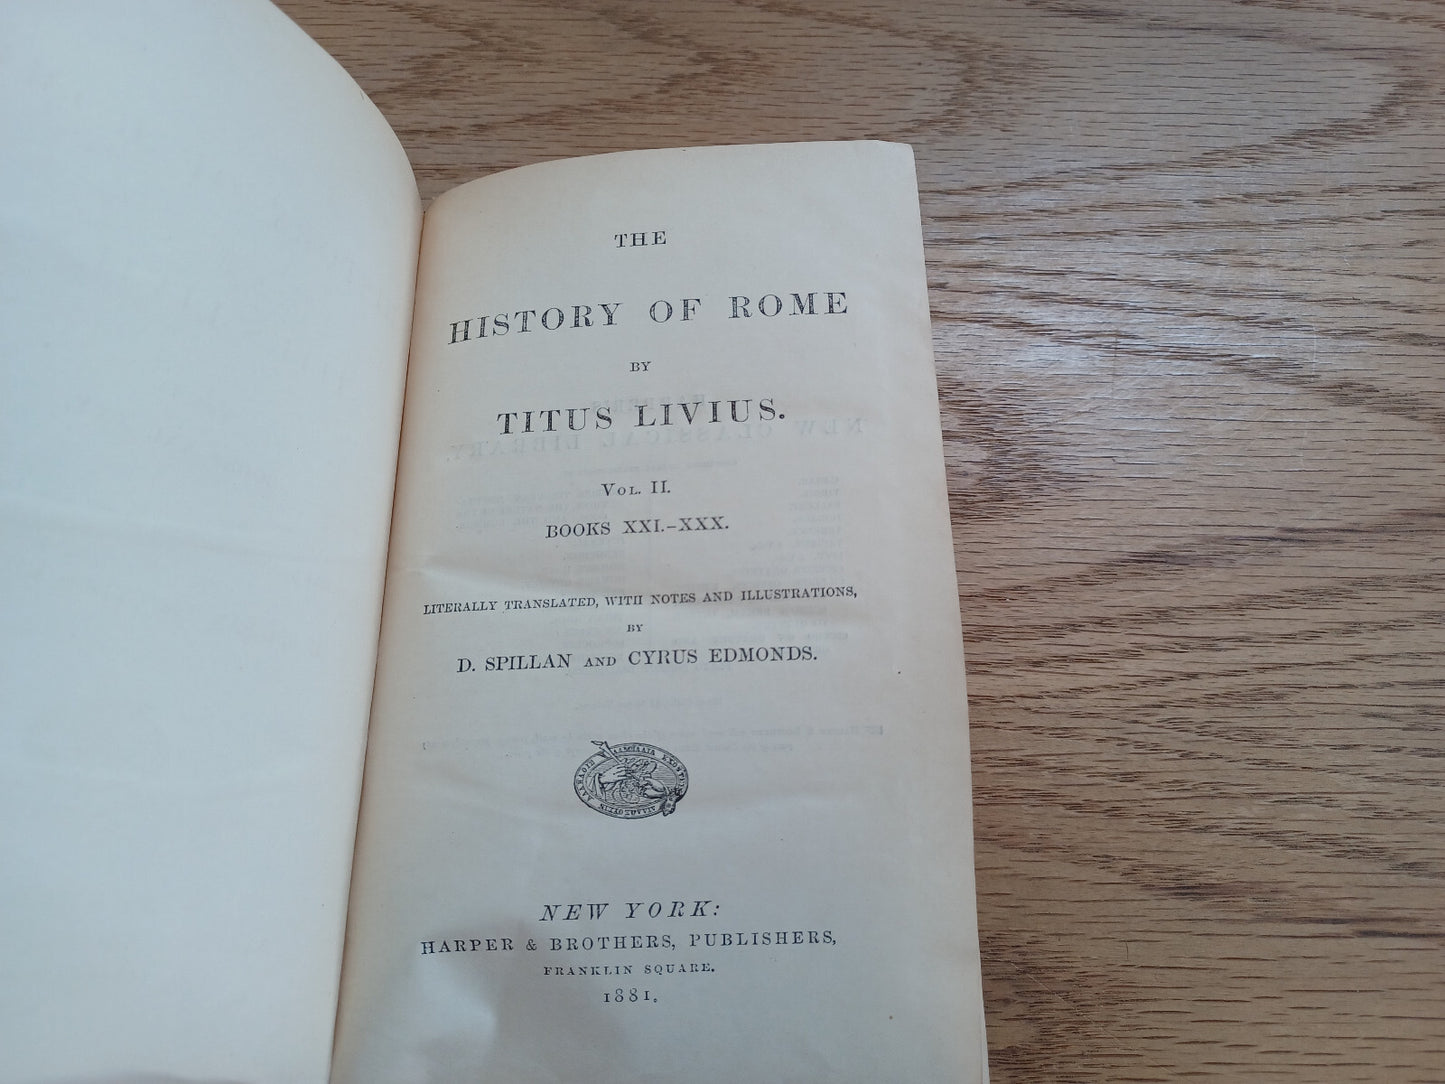 THE
HISTORY OF ROME
BY
TITUS LIVIUS.
VOL. II.
BOOKS XXI.–XXX.
LITERALLY TRANSLATED, WITH NOTES AND ILLUSTRATIONS,
BY
D. SPILLAN AND CYRUS EDMONDS.
NEW YORK:
HARPER & BROTHERS, PUBLISHERS,
FRANKLIN SQUARE.
1881.